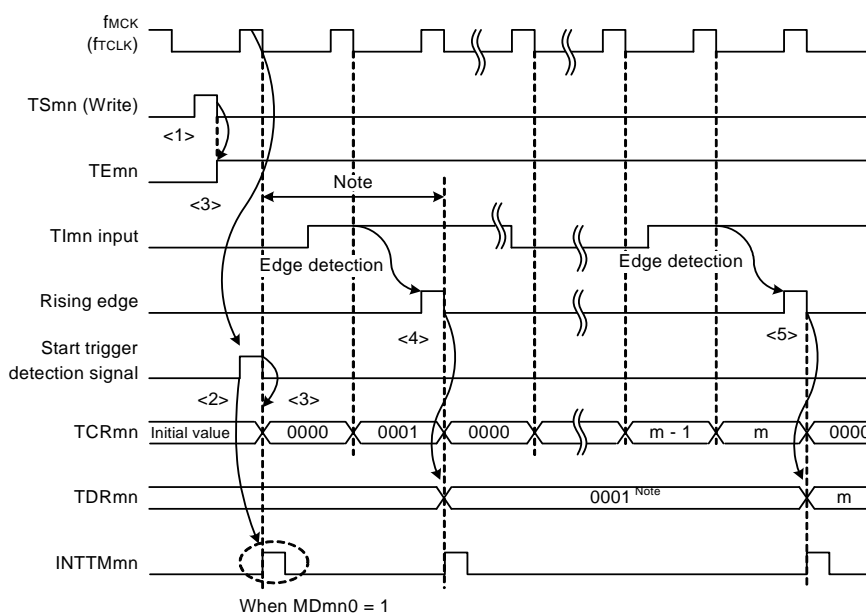 fMCK
(fTCLK)
TSmn (Write)
<1>
TEmn
<3>
Note
TImn input
Edge detection
Edge detection
Rising edge
<4>
<5>
Start trigger
detection signal
<2>
<3>
TCRmn
Initial value
0000
0001
0000
m - 1
m
0000
TDRmn
0001 Note
m
INTTMmn
When MDmn0 = 1